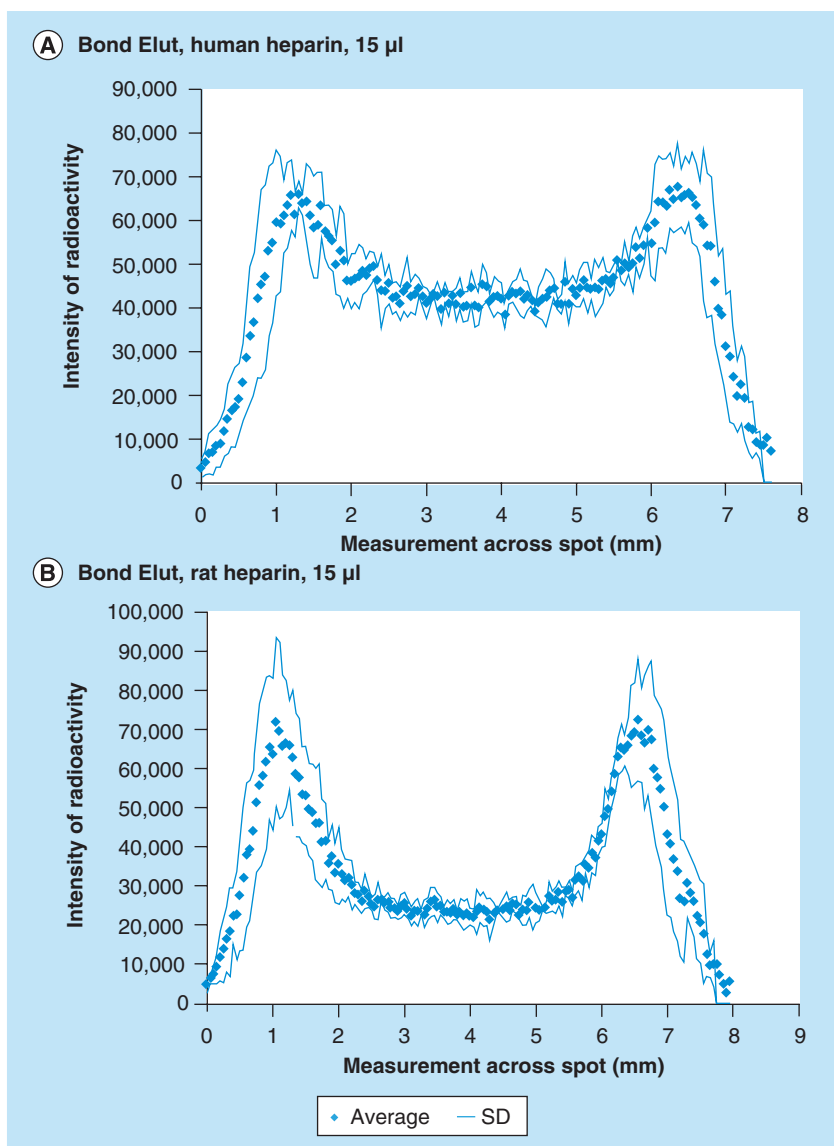 A Bond Elut, human heparin, 15 µl
90,000
80,000
70,000
60,000
50,000
40,000
30,000
20,000
10,000
0
Intensity of radioactivity
0 1 2 3 4 5 6 7 8
Measurement across spot (mm)
B Bond Elut, rat heparin, 15 µl
100,000
90,000
80,000
70,000
60,000
50,000
40,000
30,000
20,000
10,000
0
Intensity of radioactivity
0 1 2 3 4 5 6 7 8 9
Measurement across spot (mm)
Average SD